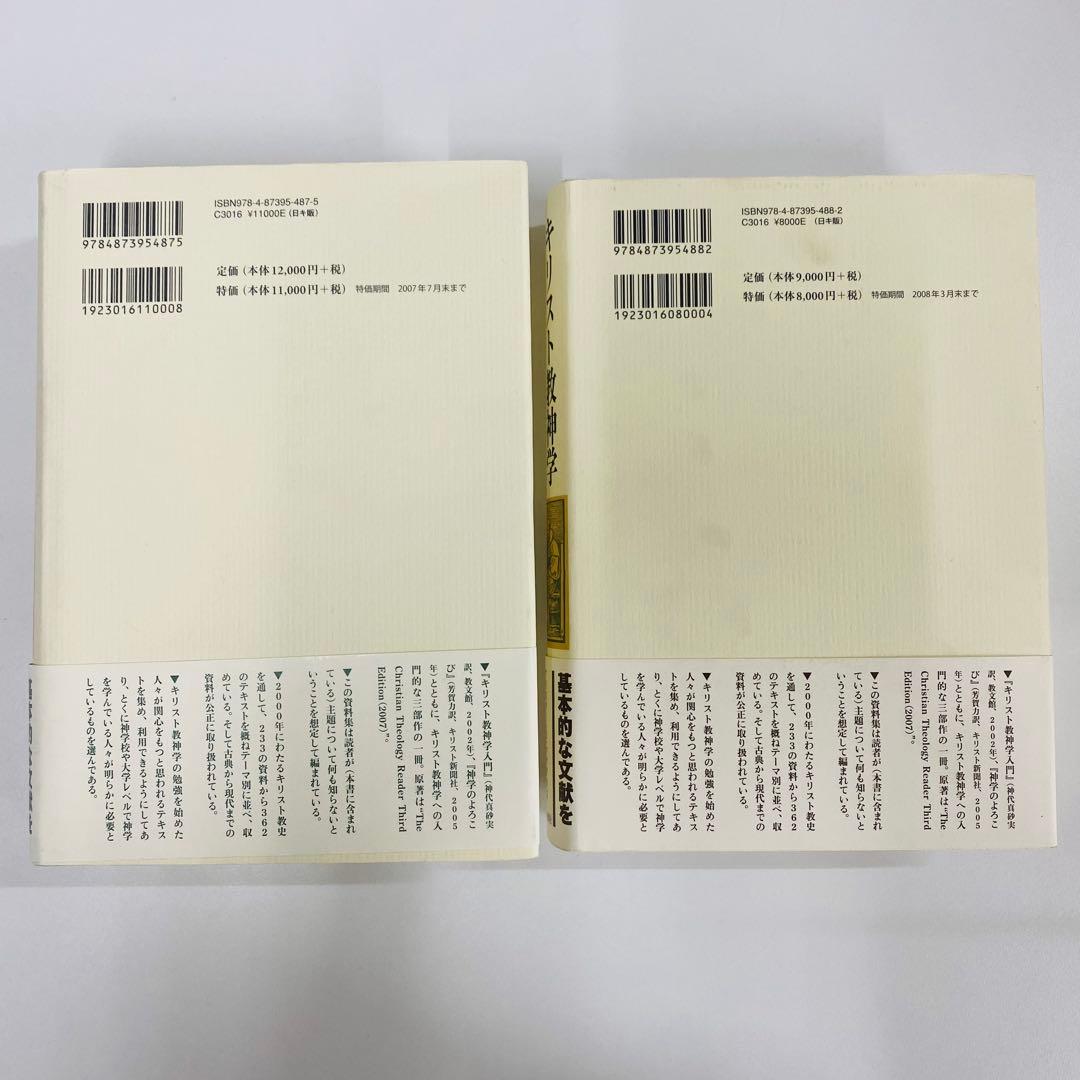 ISBN978-4-87395-487-5
C3016 ¥11000E (日キ販)
9784873954875
定価(本体12,000円+税)
特価(本体11,000円+税) 特価期間 2007年7月末まで
1923016110008
▼『キリスト教神学入門』(神代真砂実
訳、教文館、2002年)、『神学のよろこ
び』(芳賀力訳、キリスト新聞社、2005
年)とともに、キリスト教神学への入
門的な三部作の一冊。原著は“The
Christian Theology Reader Third
Edition(2007)”。
▼この資料集は読者が(本書に含まれ
ている)主題について何も知らないと
いうことを想定して編まれている。
▼2000年にわたるキリスト教史
を通して、233の資料から362
のテキストを概ねテーマ別に並べ、収
めている。そして古典から現代までの
資料が公正に取り扱われている。
▼キリスト教神学の勉強を始めた
人々が関心をもつと思われるテキス
トを集め、利用できるようにしてあ
り、とくに神学校や大学レベルで神学
を学んでいる人々が明らかに必要と
しているものを選んである。
キリスト教神学
基本的な文献を
ISBN978-4-87395-488-2
C3016 ¥8000E (日キ販)
9784873954882
定価(本体9,000円+税)
特価(本体8,000円+税) 特価期間 2008年3月末まで
1923016080004
▼『キリスト教神学入門』(神代真砂実
訳、教文館、2002年)、『神学のよろこ
び』(芳賀力訳、キリスト新聞社、2005
年)とともに、キリスト教神学への入
門的な三部作の一冊。原著は“The
Christian Theology Reader Third
Edition(2007)”。
▼この資料集は読者が(本書に含まれ
ている)主題について何も知らないと
いうことを想定して編まれている。
▼2000年にわたるキリスト教史
を通して、233の資料から362
のテキストを概ねテーマ別に並べ、収
めている。そして古典から現代までの
資料が公正に取り扱われている。
▼キリスト教神学の勉強を始めた
人々が関心をもつと思われるテキス
トを集め、利用できるようにしてあ
り、とくに神学校や大学レベルで神学
を学んでいる人々が明らかに必要と
しているものを選んである。